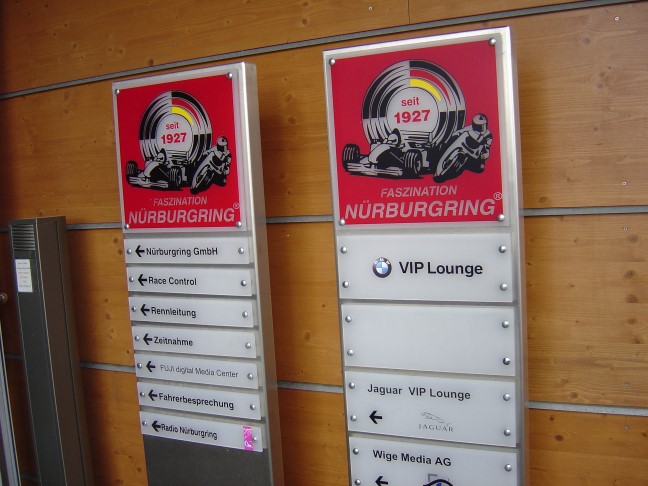 seit
1927
FASZINATION
NÜRBURGRING®
Nürburgring GmbH
Race Control
Rennleitung
Zeitnahme
FUJI digital Media Center
Fahrerbesprechung
Radio Nürburgring
seit
1927
FASZINATION
NÜRBURGRING®
VIP Lounge
Jaguar VIP Lounge
JAGUAR
Wige Media AG